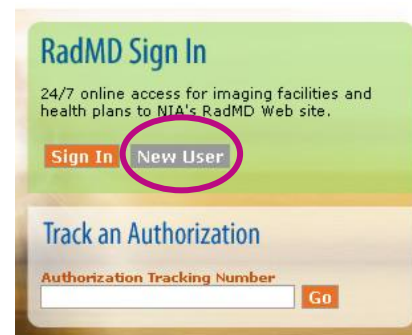 RadMD Sign In
24/7 online access for imaging facilities and
health plans to NIA's RadMD Web site.
Sign In New User
Track an Authorization
Authorization Tracking Number
Go